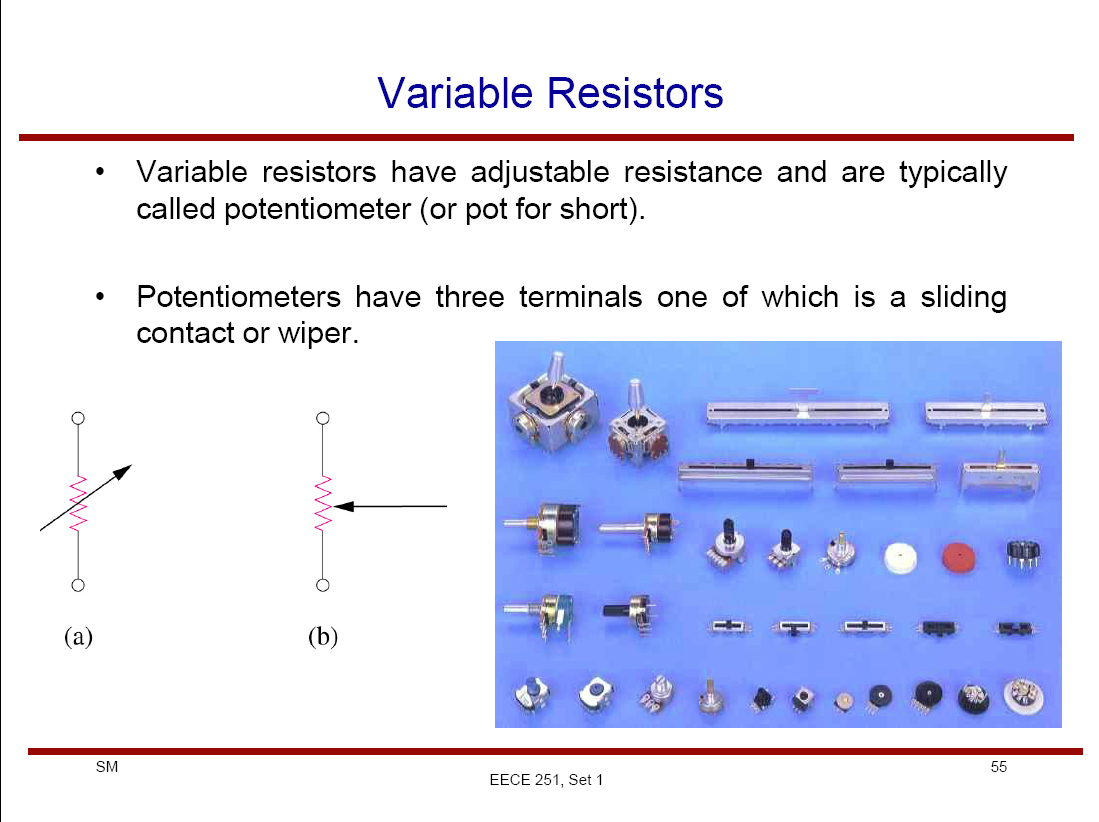 Variable Resistors
• Variable resistors have adjustable resistance and are typically
called potentiometer (or pot for short).
• Potentiometers have three terminals one of which is a sliding
contact or wiper.
(a)
(b)
SM
EECE 251, Set 1
55